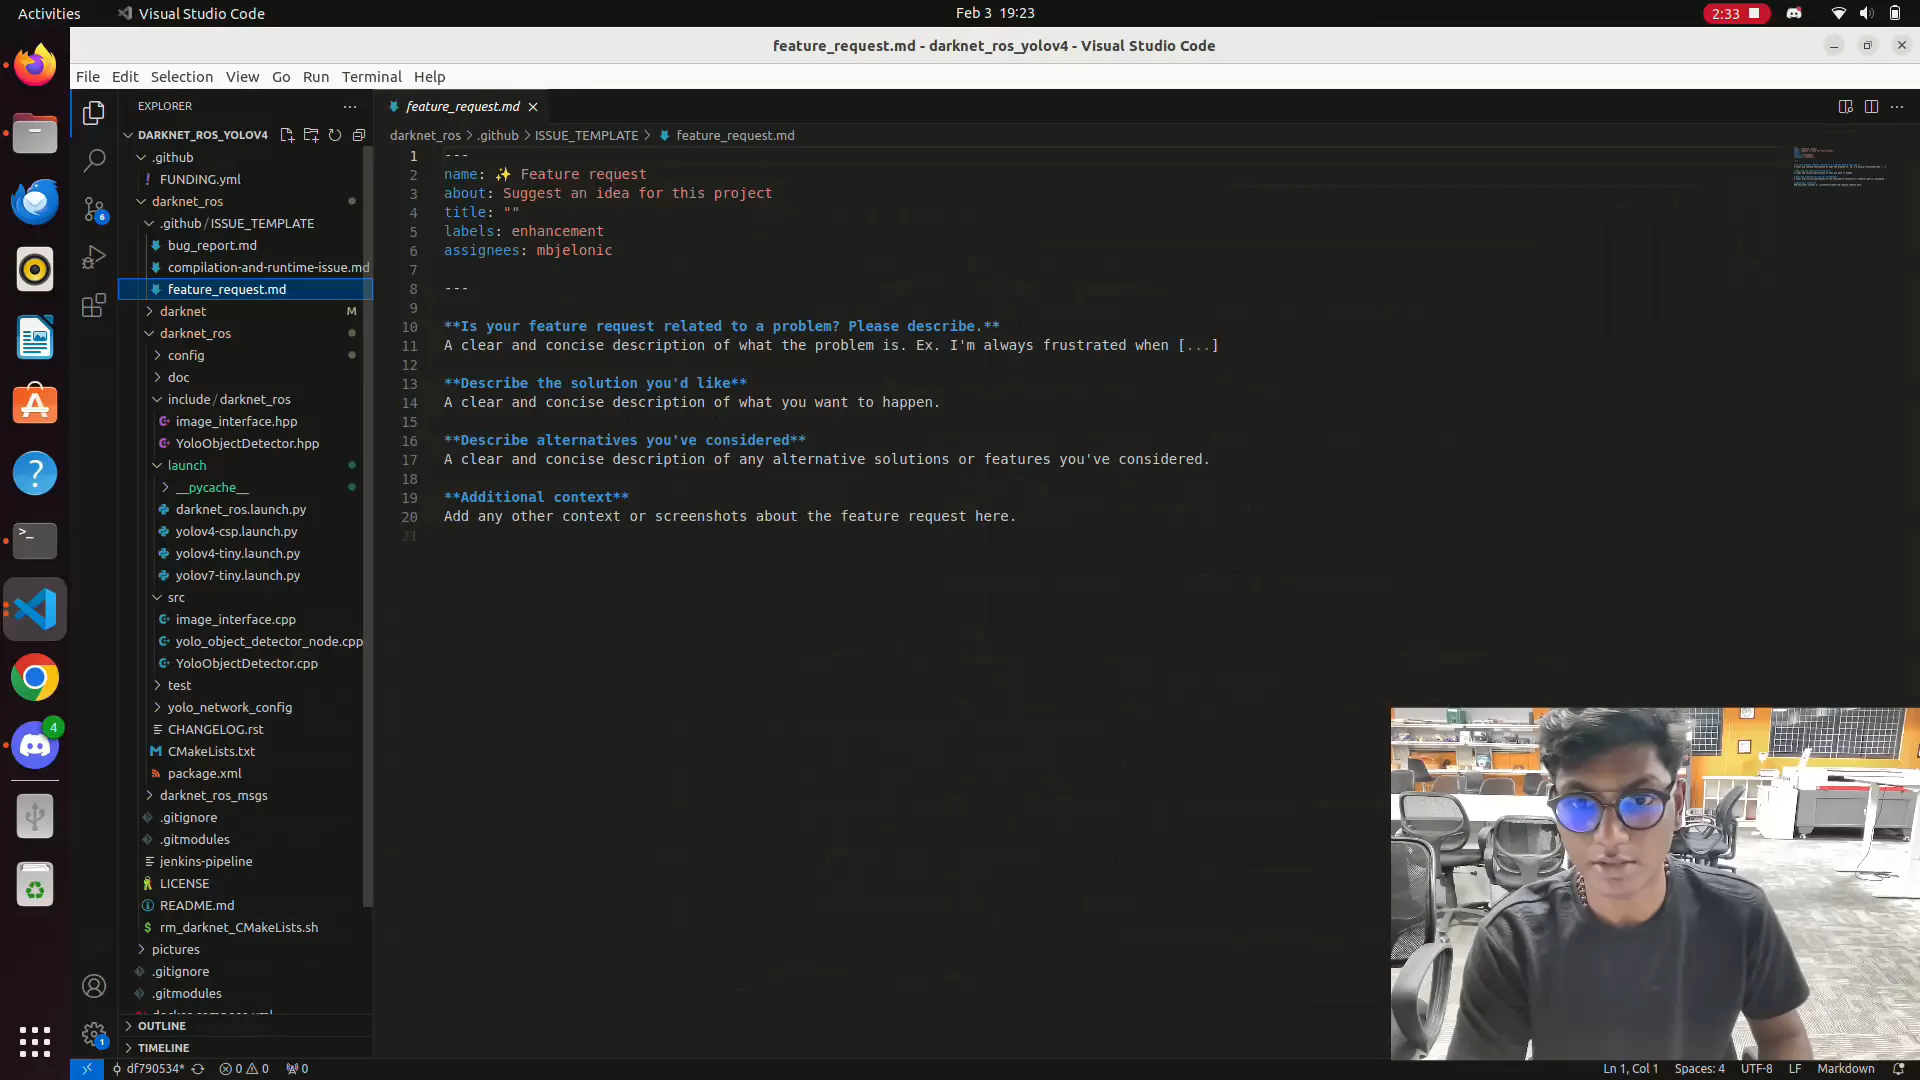 Activities
Visual Studio Code
Feb 3 19:23
2:33
feature_request.md - darknet_ros_yolov4 - Visual Studio Code
File Edit Selection View Go Run Terminal Help
EXPLORER
DARKNET_ROS_YOLOV4
.github
! FUNDING.yml
darknet_ros
.github/ISSUE_TEMPLATE
bug_report.md
compilation-and-runtime-issue.md
feature_request.md
darknet M
darknet_ros
config
doc
include/darknet_ros
image_interface.hpp
YoloObjectDetector.hpp
launch
__pycache__
darknet_ros.launch.py
yolov4-csp.launch.py
yolov4-tiny.launch.py
yolov7-tiny.launch.py
src
image_interface.cpp
yolo_object_detector_node.cpp
YoloObjectDetector.cpp
test
yolo_network_config
CHANGELOG.rst
CMakeLists.txt
package.xml
darknet_ros_msgs
.gitignore
.gitmodules
jenkins-pipeline
LICENSE
README.md
$ rm_darknet_CMakeLists.sh
pictures
.gitignore
.gitmodules
OUTLINE
TIMELINE
6
1
4
feature_request.md
darknet_ros > .github > ISSUE_TEMPLATE > feature_request.md
1 ---
2 name: ✨ Feature request
3 about: Suggest an idea for this project
4 title: ""
5 labels: enhancement
6 assignees: mbjelonic
7
8 ---
9
10 **Is your feature request related to a problem? Please describe.**
11 A clear and concise description of what the problem is. Ex. I'm always frustrated when [...]
12
13 **Describe the solution you'd like**
14 A clear and concise description of what you want to happen.
15
16 **Describe alternatives you've considered**
17 A clear and concise description of any alternative solutions or features you've considered.
18
19 **Additional context**
20 Add any other context or screenshots about the feature request here.
21
df790534* 0 0 0
Ln 1, Col 1 Spaces: 4 UTF-8 LF Markdown